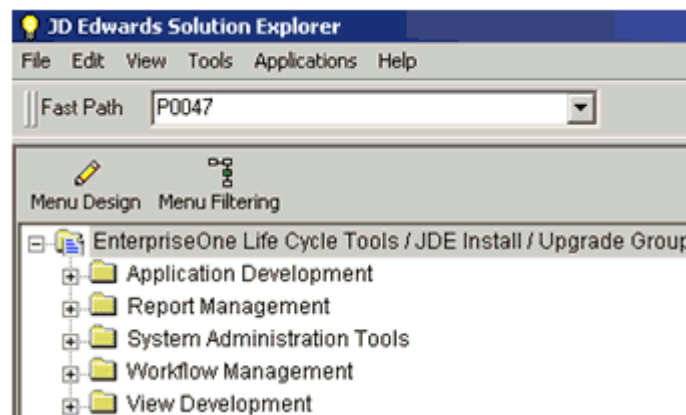 JD Edwards Solution Explorer
File Edit View Tools Applications Help
Fast Path P0047
Menu Design Menu Filtering
EnterpriseOne Life Cycle Tools / JDE Install / Upgrade Group
Application Development
Report Management
System Administration Tools
Workflow Management
View Development